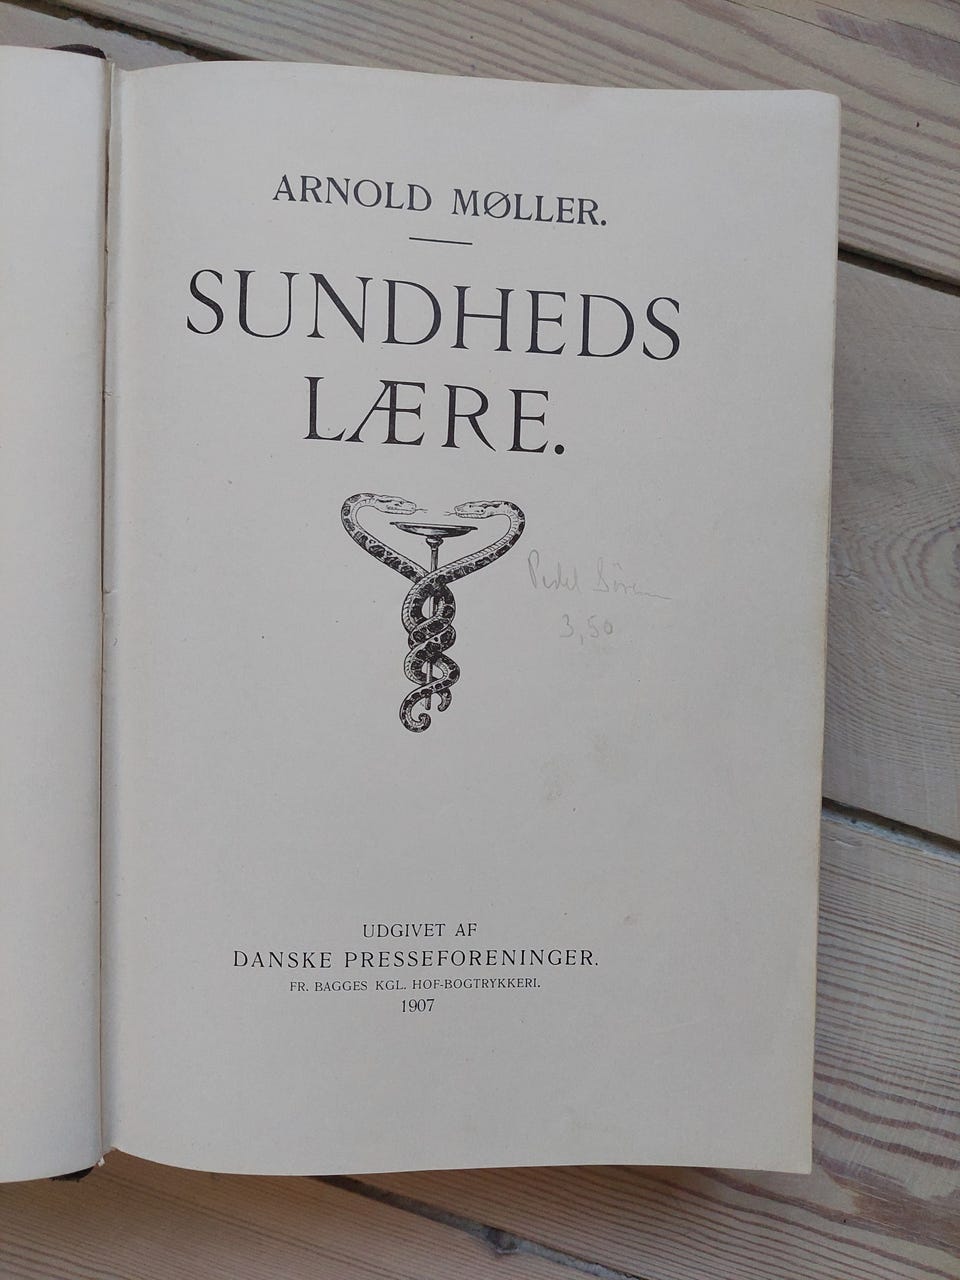 ARNOLD MØLLER.
SUNDHEDS
LÆRE.
3,50
UDGIVET AF
DANSKE PRESSEFORENINGER.
FR. BAGGES KGL. HOF-BOGTRYKKERI.
1907